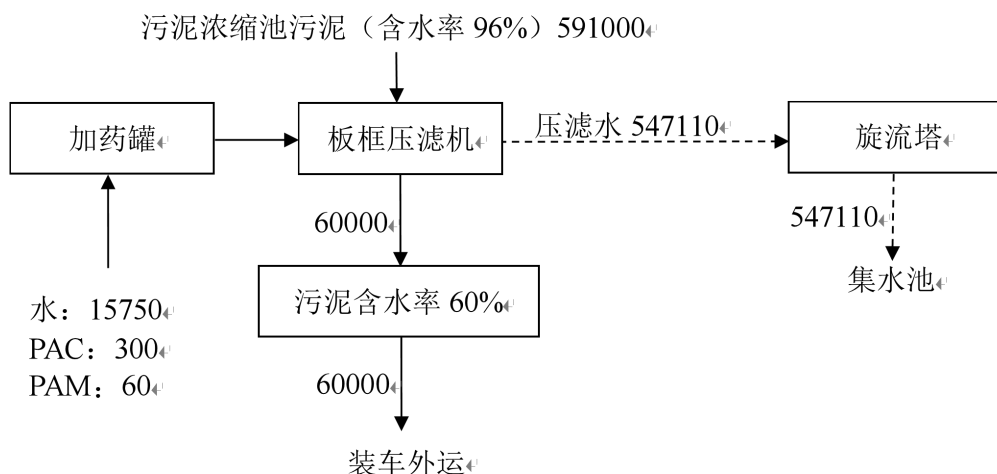 污泥浓缩池污泥（含水率 96%）591000
加药罐
板框压滤机
压滤水 547110
旋流塔
60000
547110
集水池
污泥含水率 60%
水：15750
PAC：300
PAM：60
60000
装车外运